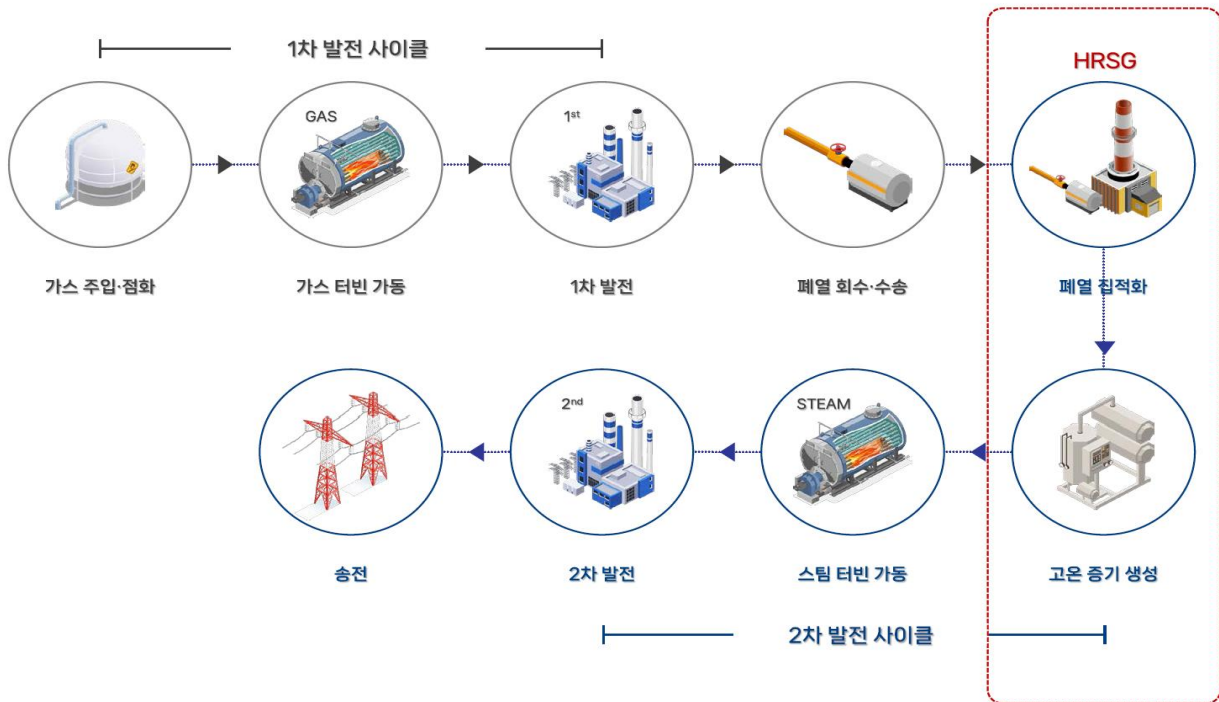 1차 발전 사이클
HRSG
GAS
1st
가스 주입·점화
가스 터빈 가동
1차 발전
폐열 회수·수송
폐열 집적화
2nd
STEAM
송전
2차 발전
스팀 터빈 가동
고온 증기 생성
2차 발전 사이클